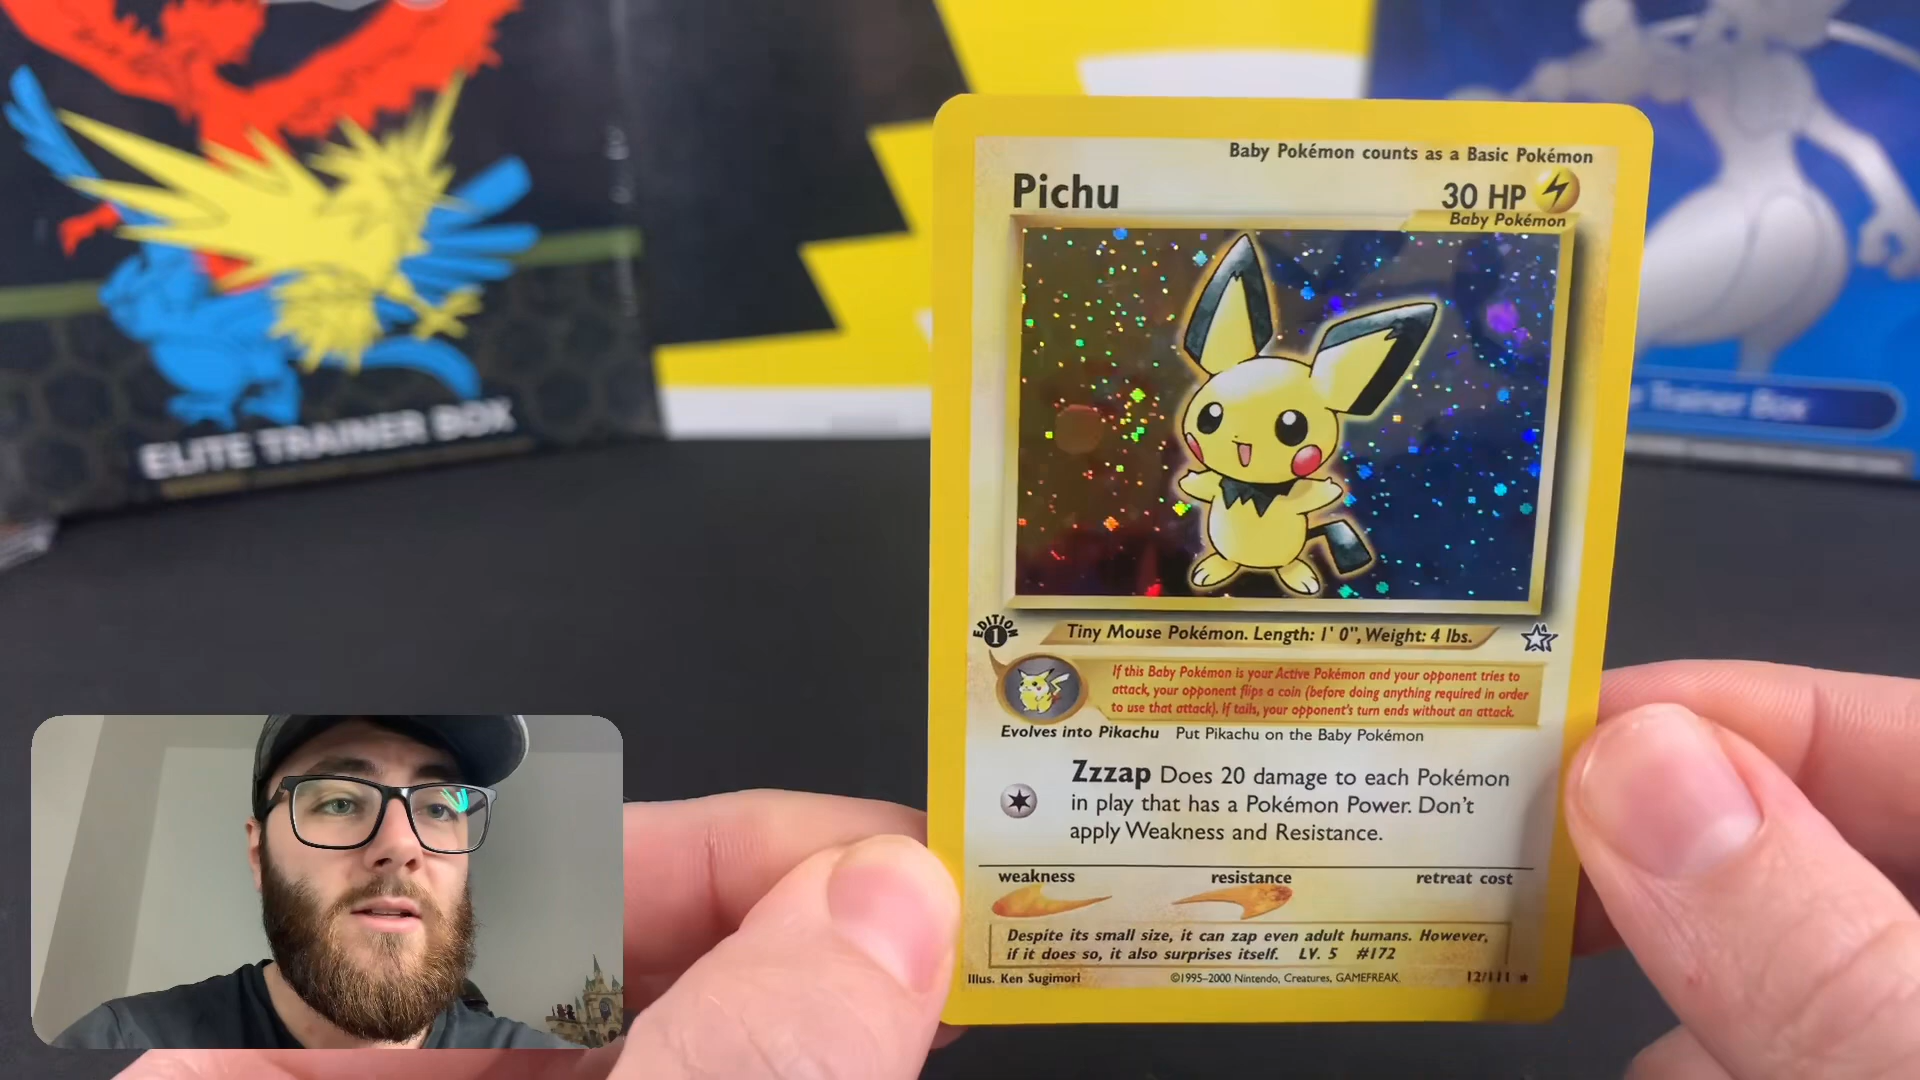 ELITE TRAINER BOX
Trainer Box
Baby Pokémon counts as a Basic Pokémon
Pichu
30 HP
Baby Pokémon
EDITION
1
Tiny Mouse Pokémon. Length: 1' 0", Weight: 4 lbs.
If this Baby Pokémon is your Active Pokémon and your opponent tries to
attack, your opponent flips a coin (before doing anything required in order
to use that attack). If tails, your opponent's turn ends without an attack.
Evolves into Pikachu Put Pikachu on the Baby Pokémon
Zzzap Does 20 damage to each Pokémon
in play that has a Pokémon Power. Don't
apply Weakness and Resistance.
weakness resistance retreat cost
Despite its small size, it can zap even adult humans. However,
if it does so, it also surprises itself. LV. 5 #172
Illus. Ken Sugimori ©1995–2000 Nintendo, Creatures, GAMEFREAK. 12/111